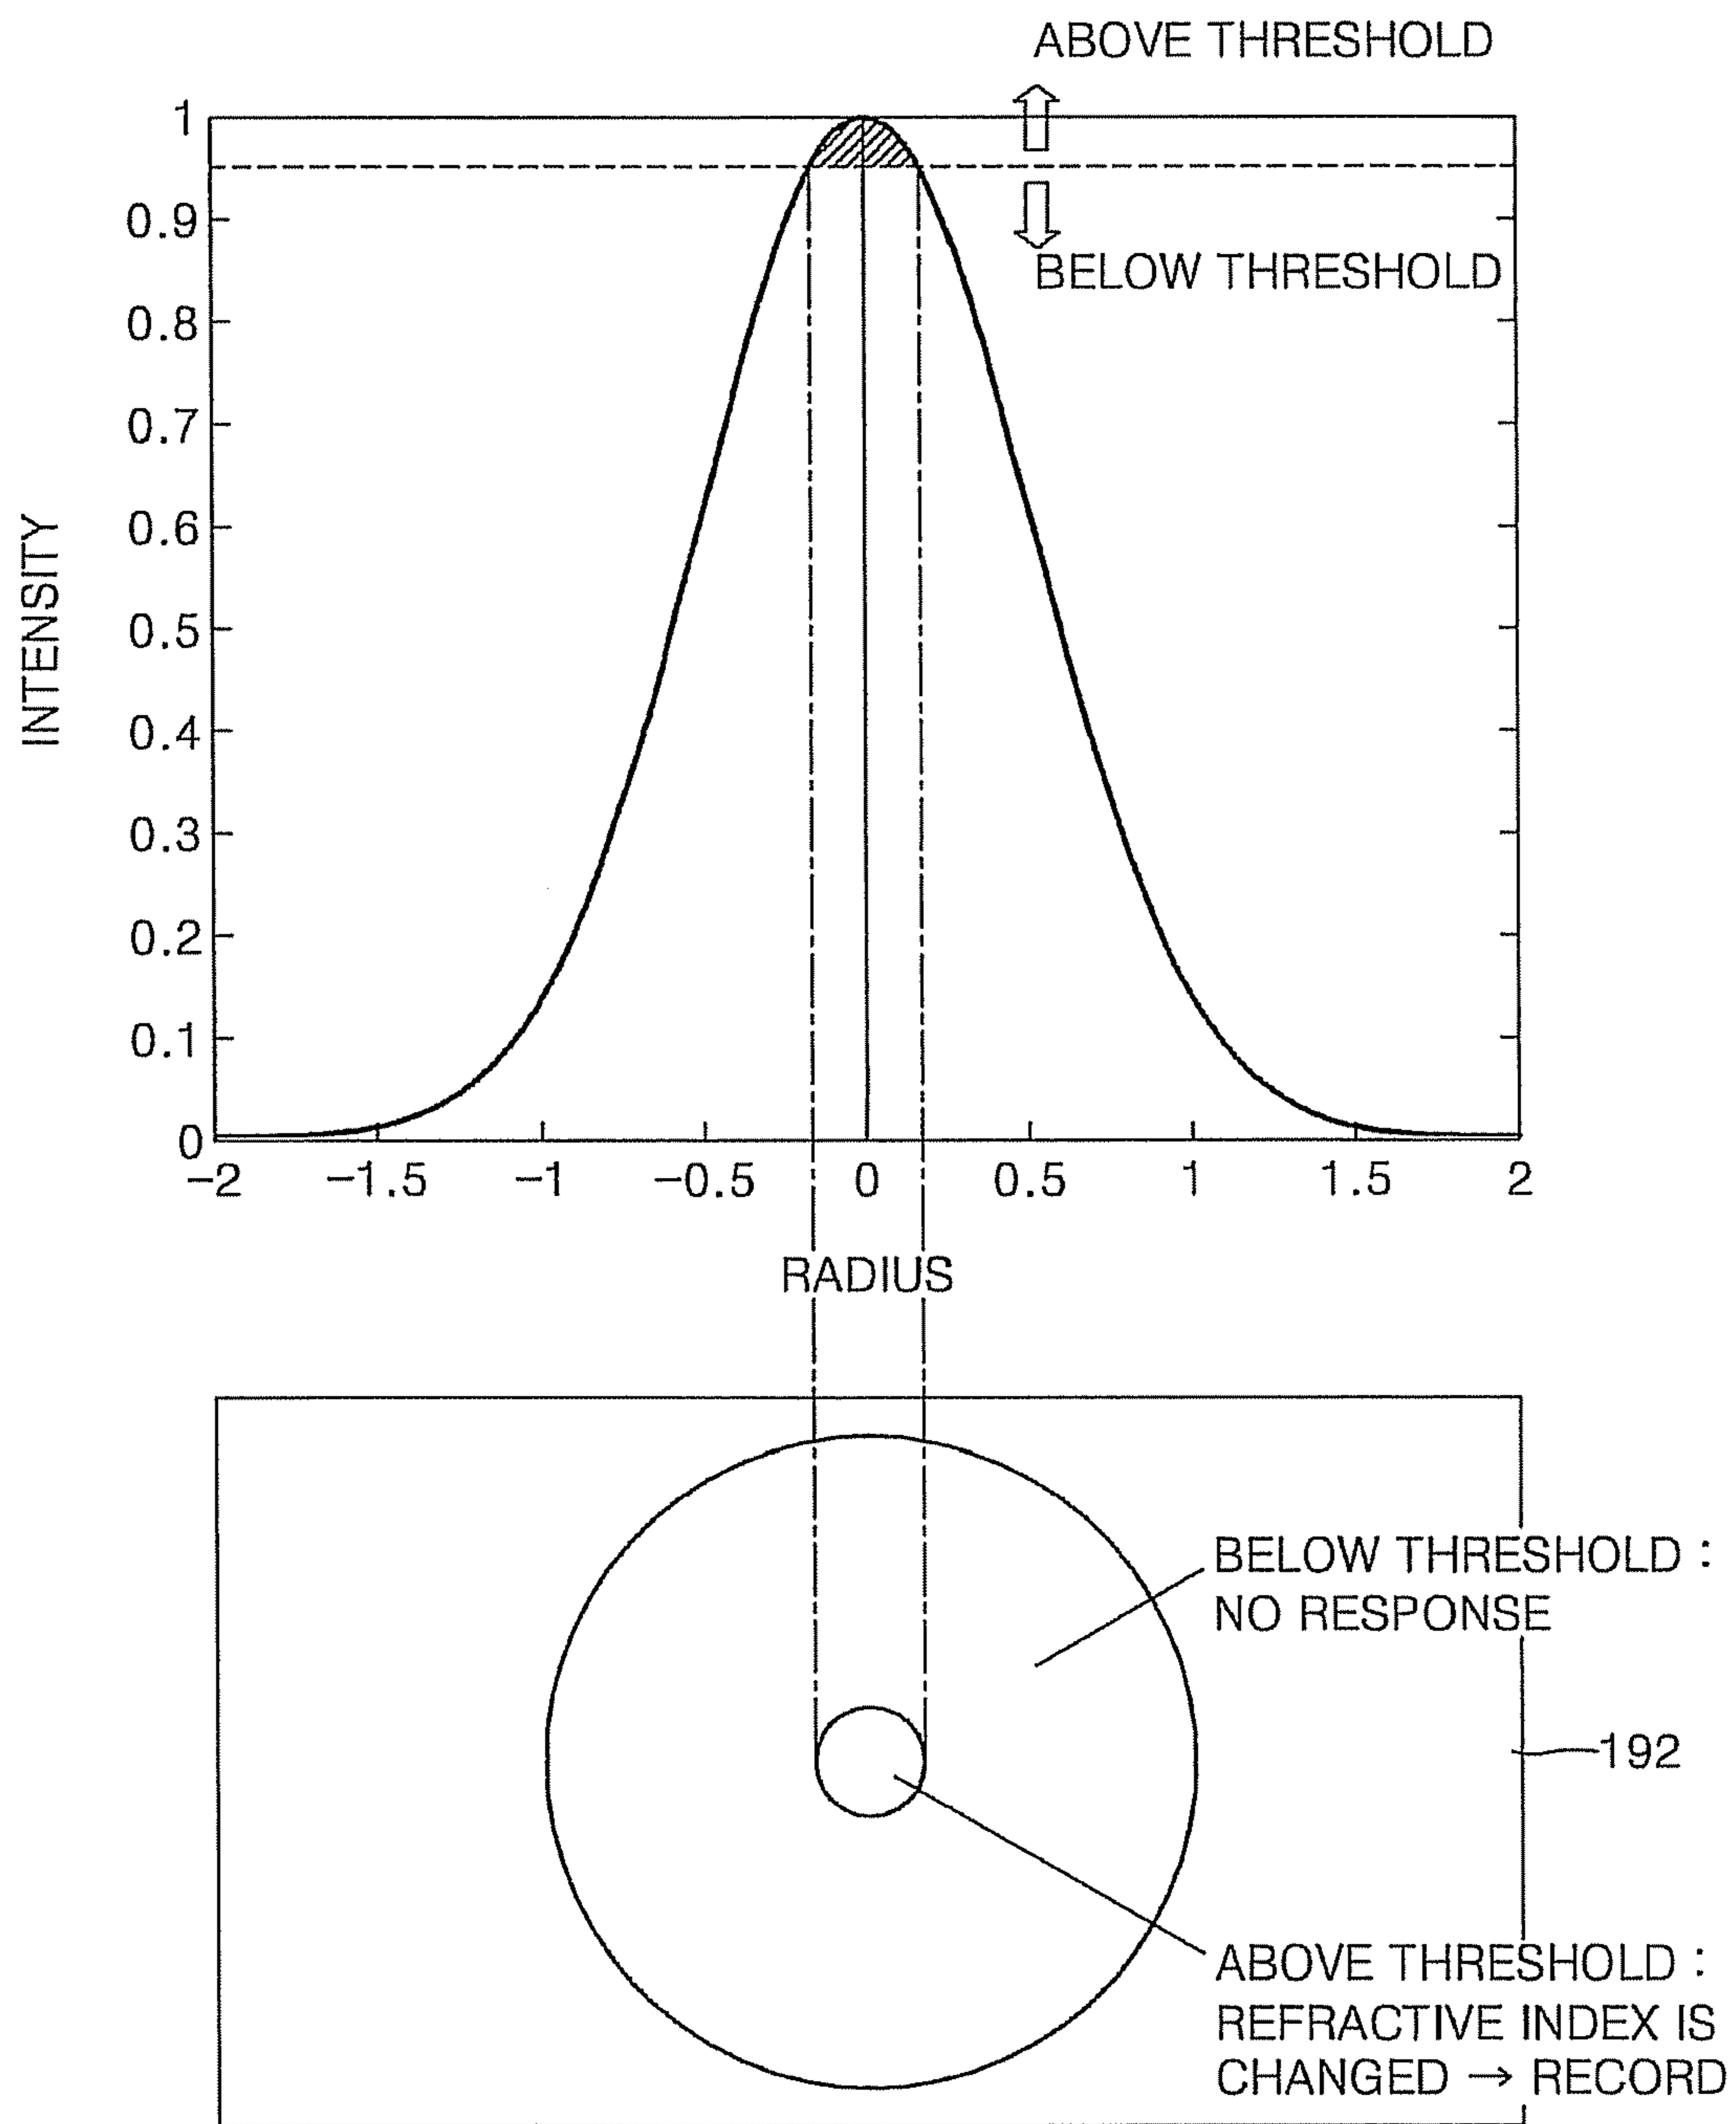 ABOVE THRESHOLD
1
0.9
BELOW THRESHOLD
0.8
0.7
0.6
INTENSITY
0.5
0.4
0.3
0.2
0.1
0
-2 -1.5 -1 -0.5 0 0.5 1 1.5 2
RADIUS
BELOW THRESHOLD :
NO RESPONSE
192
ABOVE THRESHOLD :
REFRACTIVE INDEX IS
CHANGED → RECORD